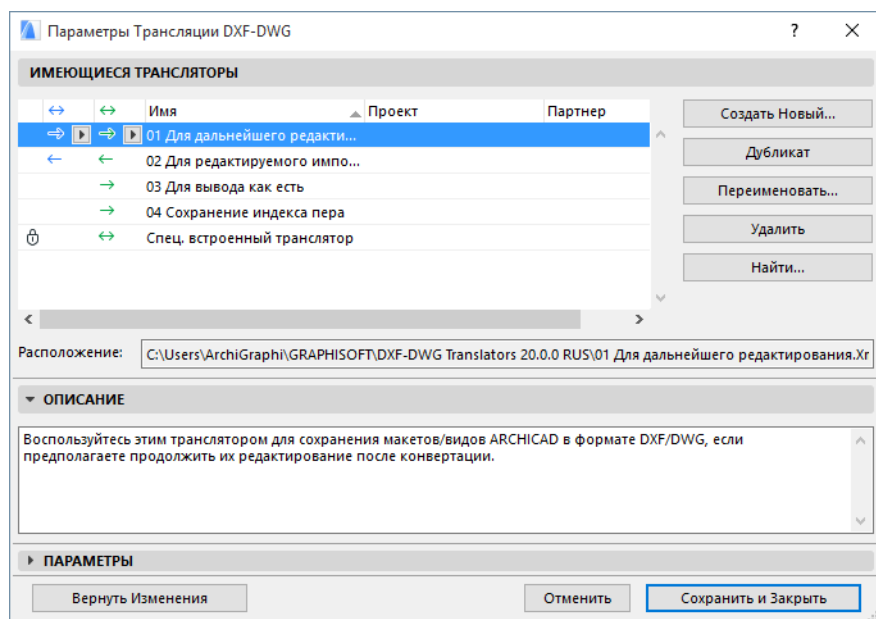 Параметры Трансляции DXF-DWG
?
ИМЕЮЩИЕСЯ ТРАНСЛЯТОРЫ
Имя Проект Партнер
01 Для дальнейшего редакти...
02 Для редактируемого импо...
03 Для вывода как есть
04 Сохранение индекса пера
Спец. встроенный транслятор
Создать Новый...
Дубликат
Переименовать...
Удалить
Найти...
Расположение: C:\Users\ArchiGraphi\GRAPHISOFT\DXF-DWG Translators 20.0.0 RUS\01 Для дальнейшего редактирования.Xr
ОПИСАНИЕ
Воспользуйтесь этим транслятором для сохранения макетов/видов ARCHICAD в формате DXF/DWG, если
предполагаете продолжить их редактирование после конвертации.
ПАРАМЕТРЫ
Вернуть Изменения Отменить Сохранить и Закрыть